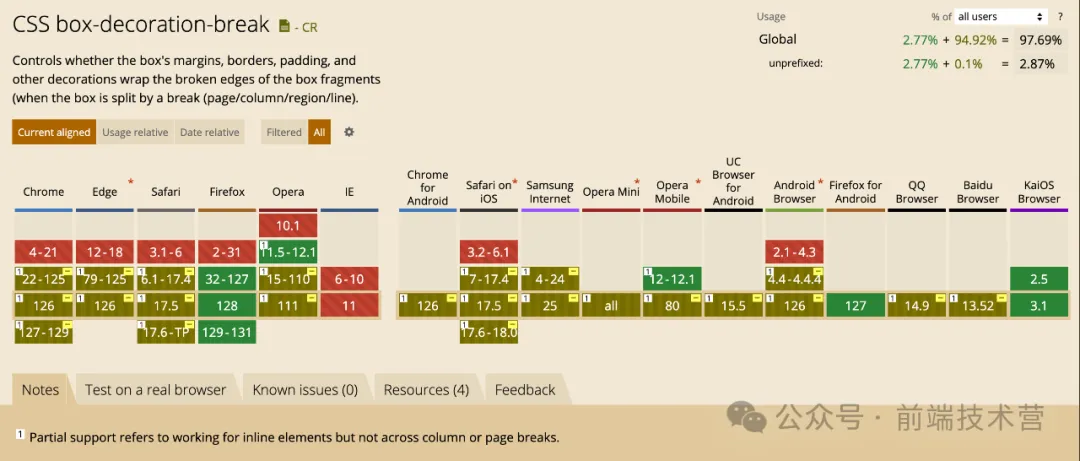 CSS box-decoration-break - CR
Usage % of all users ?
Global 2.77% + 94.92% = 97.69%
unprefixed: 2.77% + 0.1% = 2.87%
Controls whether the box's margins, borders, padding, and
other decorations wrap the broken edges of the box fragments
(when the box is split by a break (page/column/region/line).
Current aligned Usage relative Date relative Filtered All
Chrome Edge * Safari Firefox Opera IE
Chrome for Android Safari on iOS * Samsung Internet Opera Mini * Opera Mobile * UC Browser for Android Android Browser * Firefox for Android QQ Browser Baidu Browser KaiOS Browser
10.1
4-21 12-18 3.1-6 2-31 1 11.5-12.1 3.2-6.1 2.1-4.3
1 22-125 1 79-125 1 6.1-17.4 32-127 1 15-110 6-10 1 7-17.4 1 4-24 1 12-12.1 1 4.4-4.4.4 2.5
1 126 1 126 1 17.5 128 1 111 11 1 126 1 17.5 1 25 1 all 1 80 1 15.5 1 126 127 1 14.9 1 13.52 3.1
1 127-129 1 17.6-TP 129-131 1 17.6-18.0
Notes Test on a real browser Known issues (0) Resources (4) Feedback
1 Partial support refers to working for inline elements but not across column or page breaks.
公众号 · 前端技术营